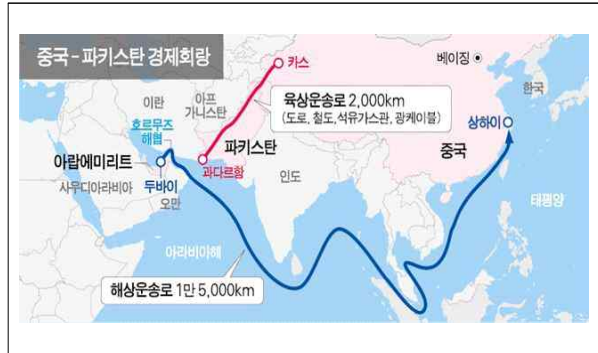 중국 - 파키스탄 경제회랑
카스
베이징
한국
이란
아프
가니스탄
육상운송로 2,000km
(도로, 철도, 석유가스관, 광케이블)
상하이
호르무즈
해협
파키스탄
중국
아랍에미리트
과다르항
사우디아라비아
두바이
인도
오만
태평양
아라비아해
해상운송로 1만 5,000km